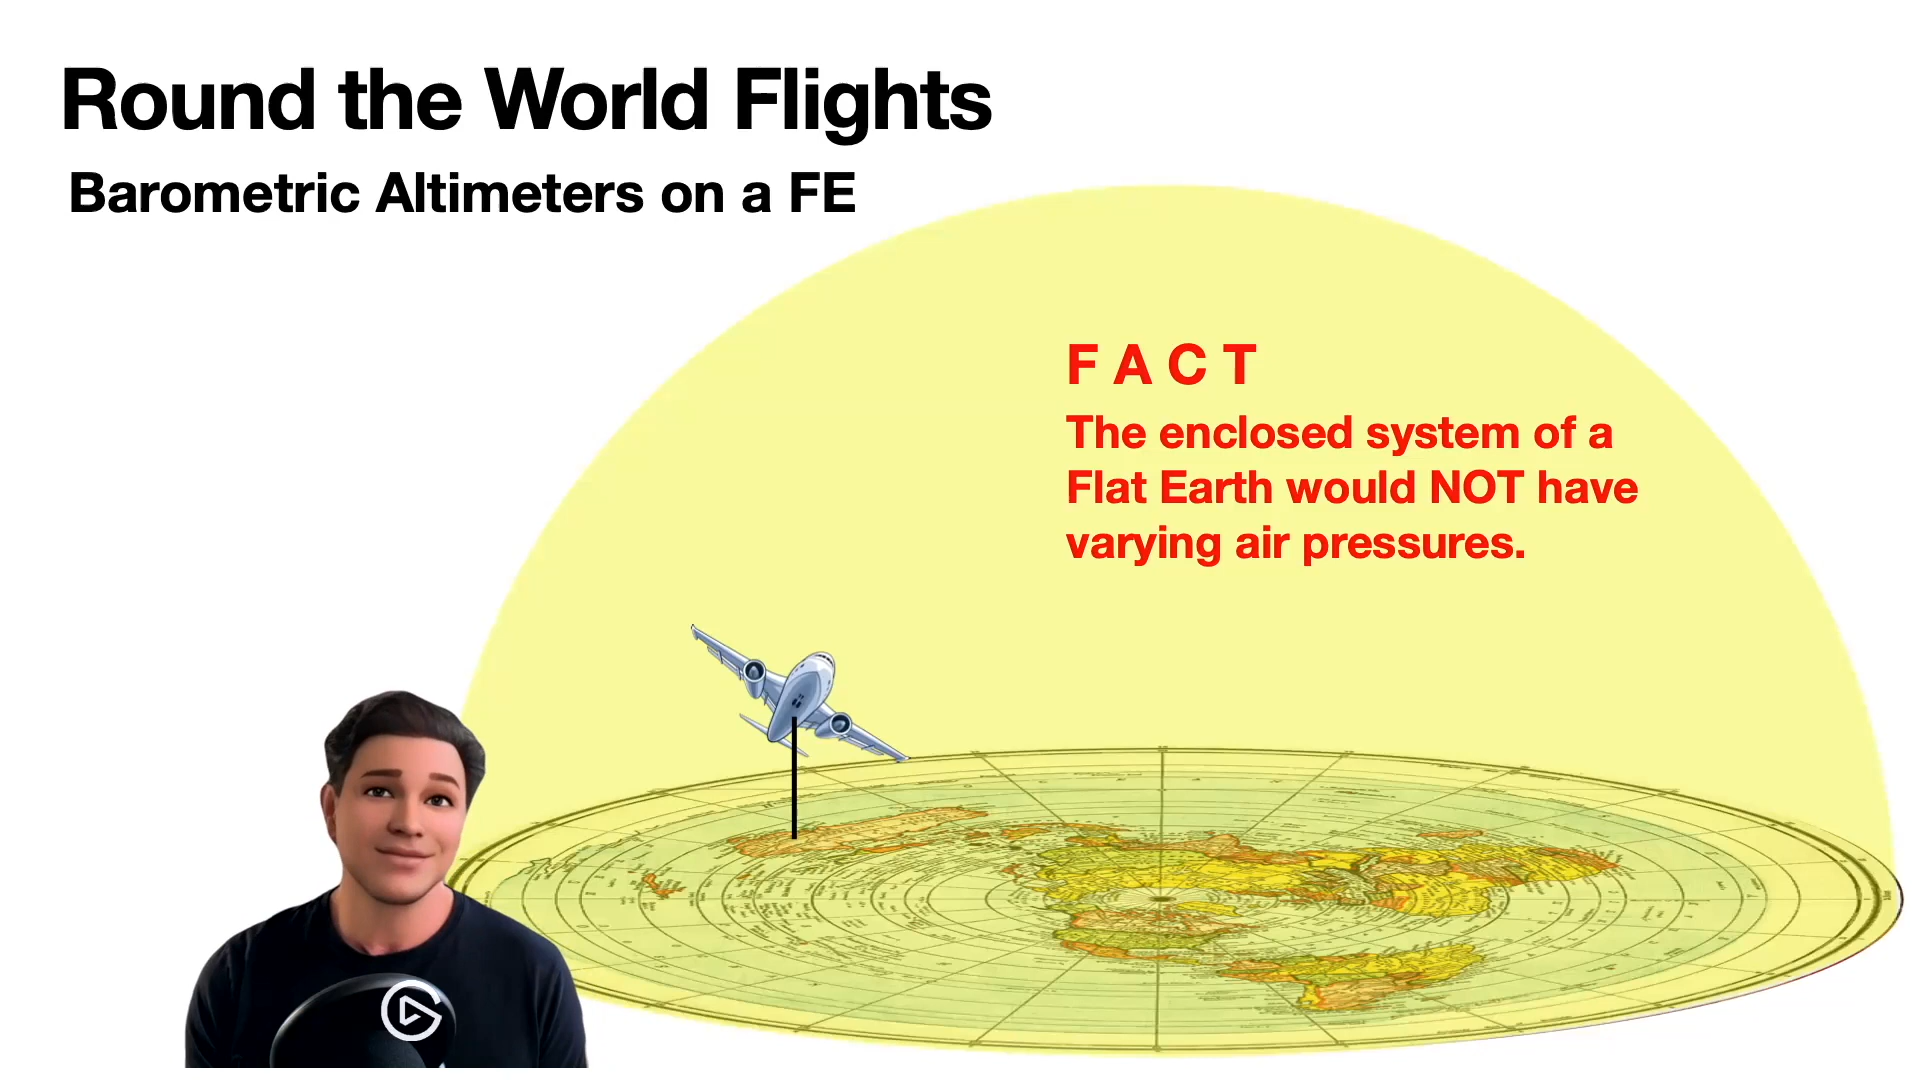 Round the World Flights
Barometric Altimeters on a FE
F A C T
The enclosed system of a
Flat Earth would NOT have
varying air pressures.